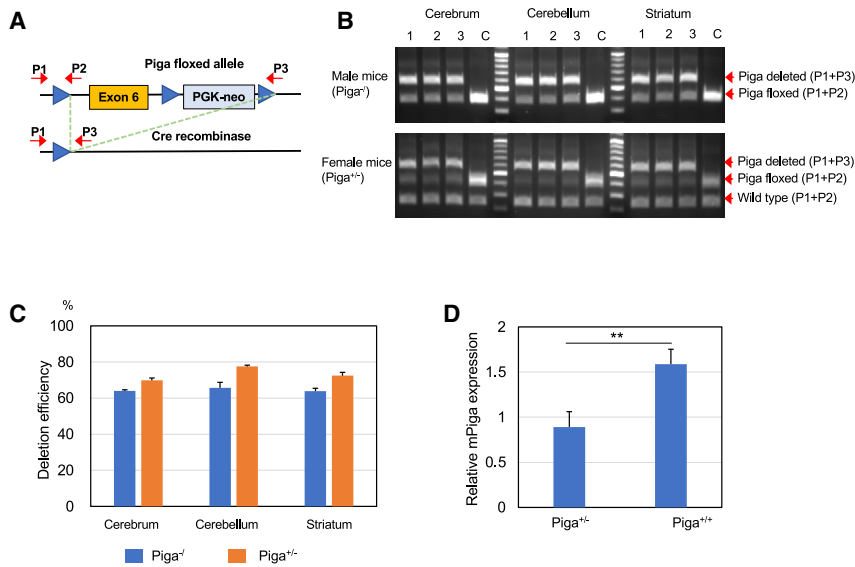 A
Piga floxed allele
P1
P2
P3
Exon 6
PGK-neo
P1
P3
Cre recombinase
B
Cerebrum
Cerebellum
Striatum
1 2 3 C 1 2 3 C 1 2 3 C
Male mice
(Piga-/)
Piga deleted (P1+P3)
Piga floxed (P1+P2)
Female mice
(Piga+/-)
Piga deleted (P1+P3)
Piga floxed (P1+P2)
Wild type (P1+P2)
C
%
Deletion efficiency
100
80
60
40
20
0
Cerebrum
Cerebellum
Striatum
Piga-/
Piga+/-
D
Relative mPiga expression
2
1.5
1
0.5
0
**
Piga+/-
Piga+/+